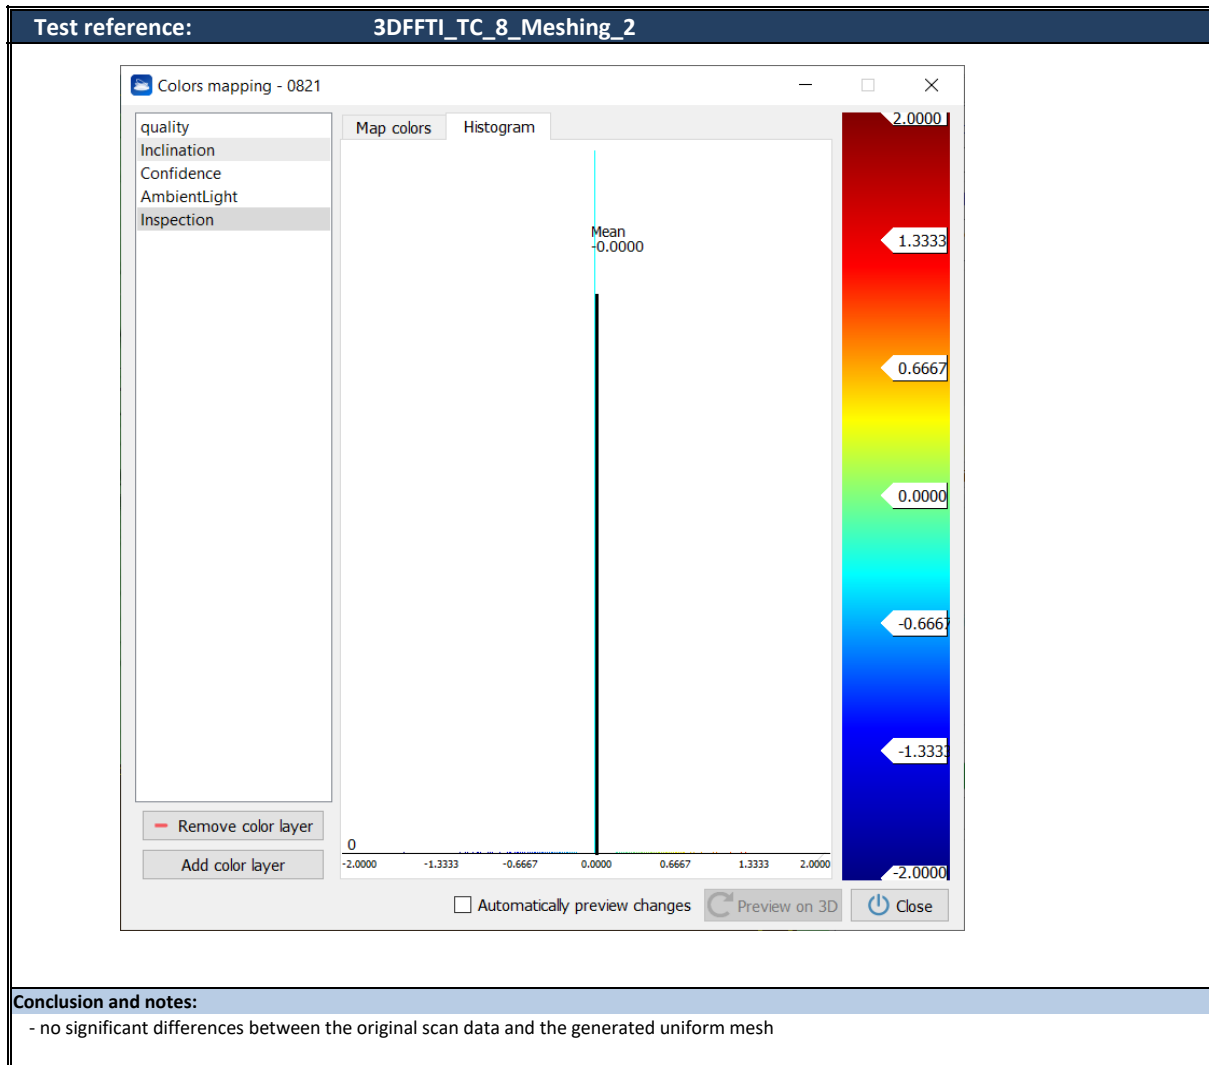 Test reference: 3DFFTI_TC_8_Meshing_2
Colors mapping - 0821
quality
Inclination
Confidence
AmbientLight
Inspection
Remove color layer
Add color layer
Map colors Histogram
Mean
-0.0000
0
-2.0000 -1.3333 -0.6667 0.0000 0.6667 1.3333 2.0000
2.0000
1.3333
0.6667
0.0000
-0.6667
-1.3333
-2.0000
Automatically preview changes Preview on 3D Close
Conclusion and notes:
- no significant differences between the original scan data and the generated uniform mesh